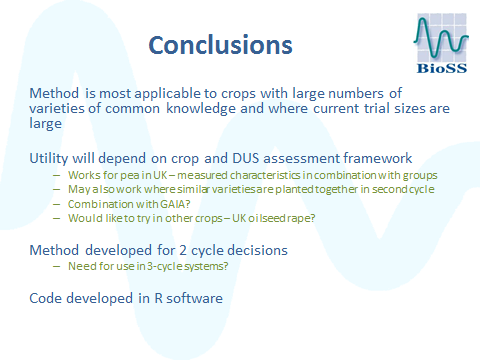 Conclusions
BioSS
Method is most applicable to crops with large numbers of
varieties of common knowledge and where current trial sizes are
large
Utility will depend on crop and DUS assessment framework
– Works for pea in UK – measured characteristics in combination with groups
– May also work where similar varieties are planted together in second cycle
– Combination with GAIA?
– Would like to try in other crops – UK oilseed rape?
Method developed for 2 cycle decisions
– Need for use in 3-cycle systems?
Code developed in R software